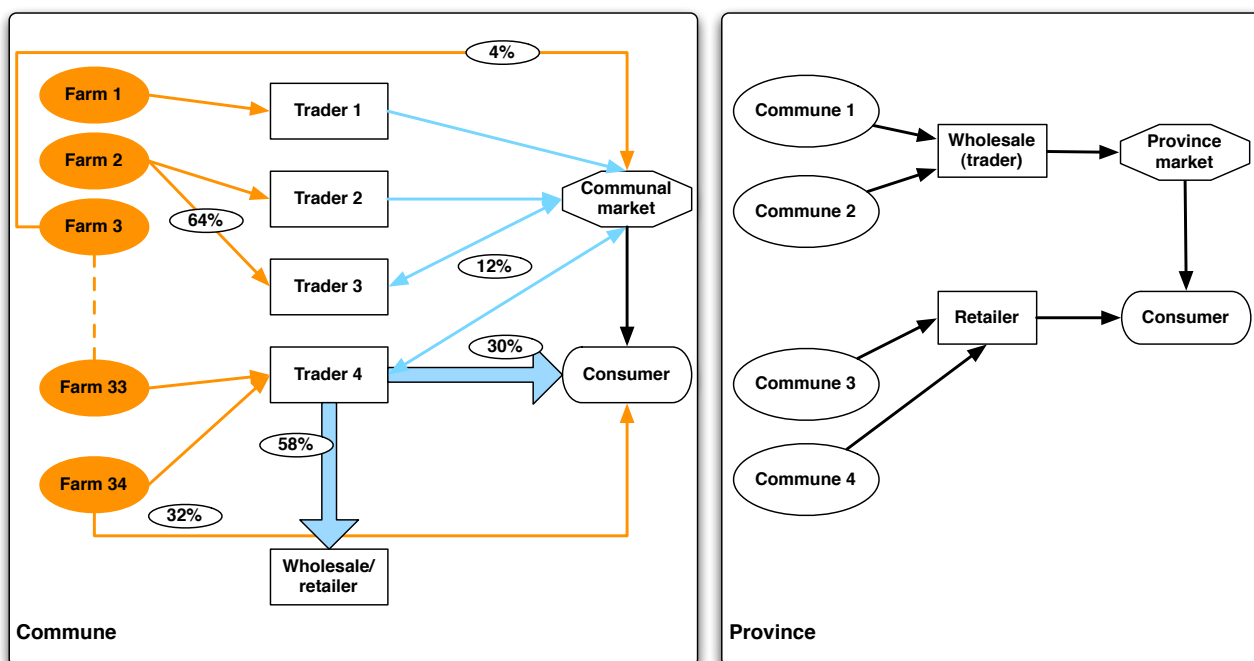 4%
Farm 1
Trader 1
Farm 2
Trader 2
Communal
market
64%
Farm 3
12%
Trader 3
30%
Farm 33
Trader 4
Consumer
58%
Farm 34
32%
Wholesale/
retailer
Commune
Commune 1
Wholesale
(trader)
Province
market
Commune 2
Retailer
Consumer
Commune 3
Commune 4
Province